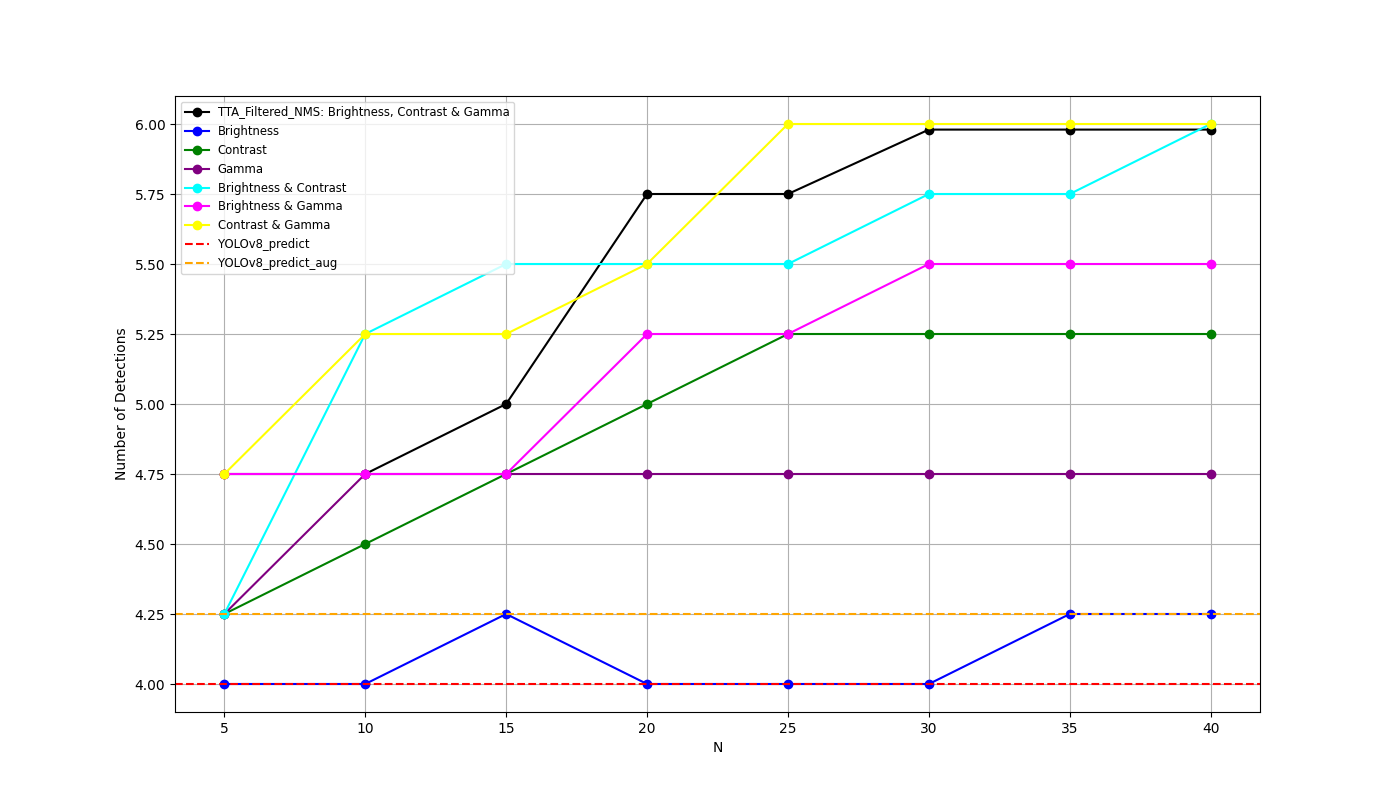 TTA_Filtered_NMS: Brightness, Contrast & Gamma
Brightness
Contrast
Gamma
Brightness & Contrast
Brightness & Gamma
Contrast & Gamma
YOLOv8_predict
YOLOv8_predict_aug
Number of Detections
6.00
5.75
5.50
5.25
5.00
4.75
4.50
4.25
4.00
5 10 15 20 25 30 35 40
N